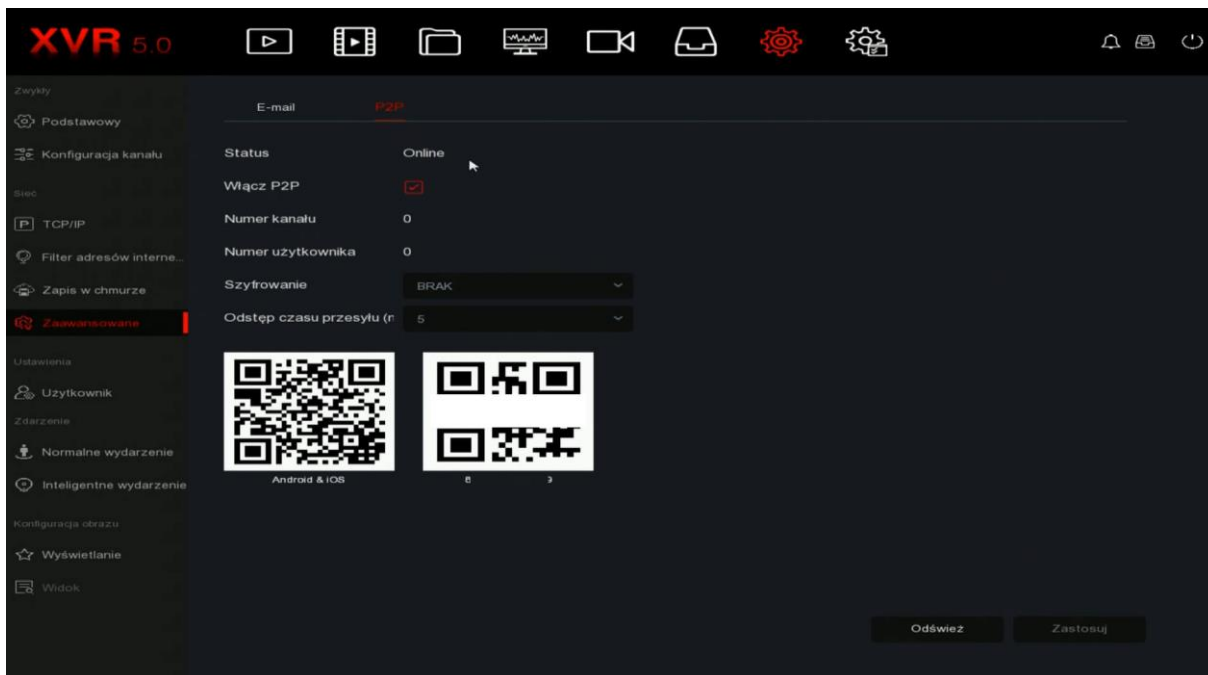 XVR 5.0
Zwykły
Podstawowy
Konfiguracja kanału
Sieć
TCP/IP
Filter adresów interne...
Zapis w chmurze
Zaawansowane
Ustawienia
Użytkownik
Zdarzenie
Normalne wydarzenie
Inteligentne wydarzenie
Konfiguracja obrazu
Wyświetlanie
Widok
E-mail P2P
Status Online
Włącz P2P
Numer kanału 0
Numer użytkownika 0
Szyfrowanie BRAK
Odstęp czasu przesyłu (m 5
Android & iOS
Odśwież Zastosuj